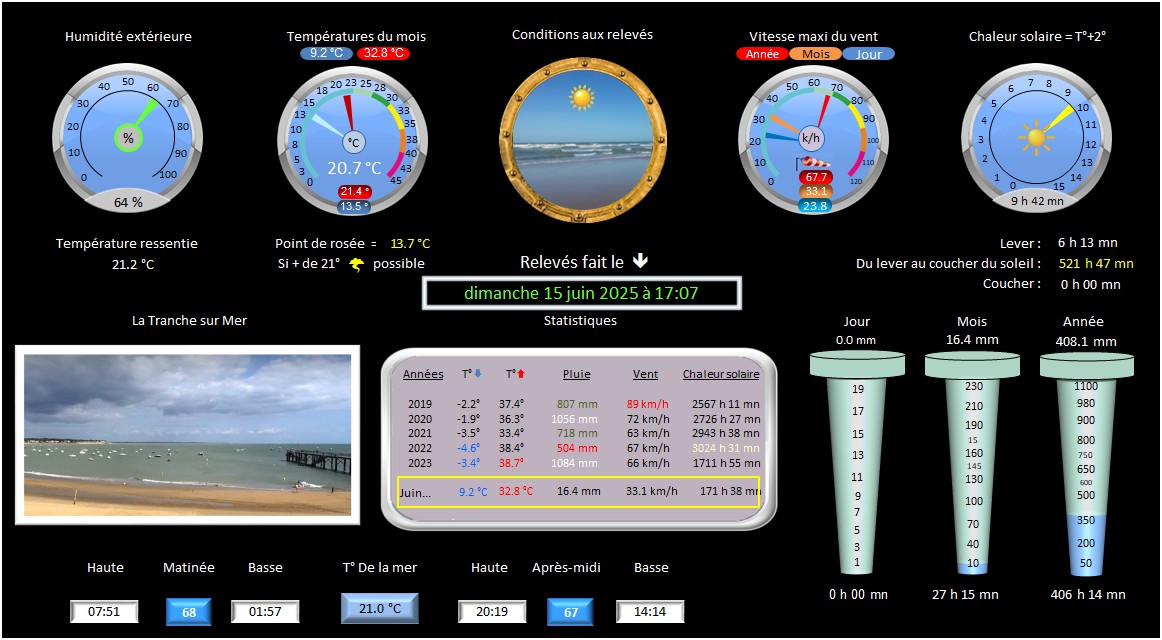 Humidité extérieure
Températures du mois
9.2 °C 32.8 °C
Conditions aux relevés
Vitesse maxi du vent
Année Mois Jour
Chaleur solaire = T°+2°
0 10 20 30 40 50 60 70 80 90 100
%
64 %
0 3 5 8 10 13 15 18 20 23 25 28 30 33 35 38 40 43 45
°C
20.7 °C
21.4 °
13.5 °
0 10 20 30 40 50 60 70 80 90 100 110 120
k/h
67.7
33.1
23.8
0 1 2 3 4 5 6 7 8 9 10 11 12 13 14 15
9 h 42 mn
Température ressentie
21.2 °C
Point de rosée = 13.7 °C
Si + de 21° possible
Relevés fait le
dimanche 15 juin 2025 à 17:07
Lever : 6 h 13 mn
Du lever au coucher du soleil : 521 h 47 mn
Coucher : 0 h 00 mn
La Tranche sur Mer
Statistiques
Années T° T° Pluie Vent Chaleur solaire
2019 -2.2° 37.4° 807 mm 89 km/h 2567 h 11 mn
2020 -1.9° 36.3° 1056 mm 72 km/h 2726 h 27 mn
2021 -3.5° 33.4° 718 mm 63 km/h 2943 h 38 mn
2022 -4.6° 38.4° 504 mm 67 km/h 3024 h 31 mn
2023 -3.4° 38.7° 1084 mm 66 km/h 1711 h 55 mn
Juin... 9.2 °C 32.8 °C 16.4 mm 33.1 km/h 171 h 38 mn
Jour
0.0 mm
19
17
15
13
11
9
7
5
3
1
0 h 00 mn
Mois
16.4 mm
230
210
190
15
160
145
130
100
70
40
10
27 h 15 mn
Année
408.1 mm
1100
980
900
800
750
650
600
500
350
200
50
406 h 14 mn
Haute Matinée Basse T° De la mer Haute Après-midi Basse
07:51 68 01:57 21.0 °C 20:19 67 14:14